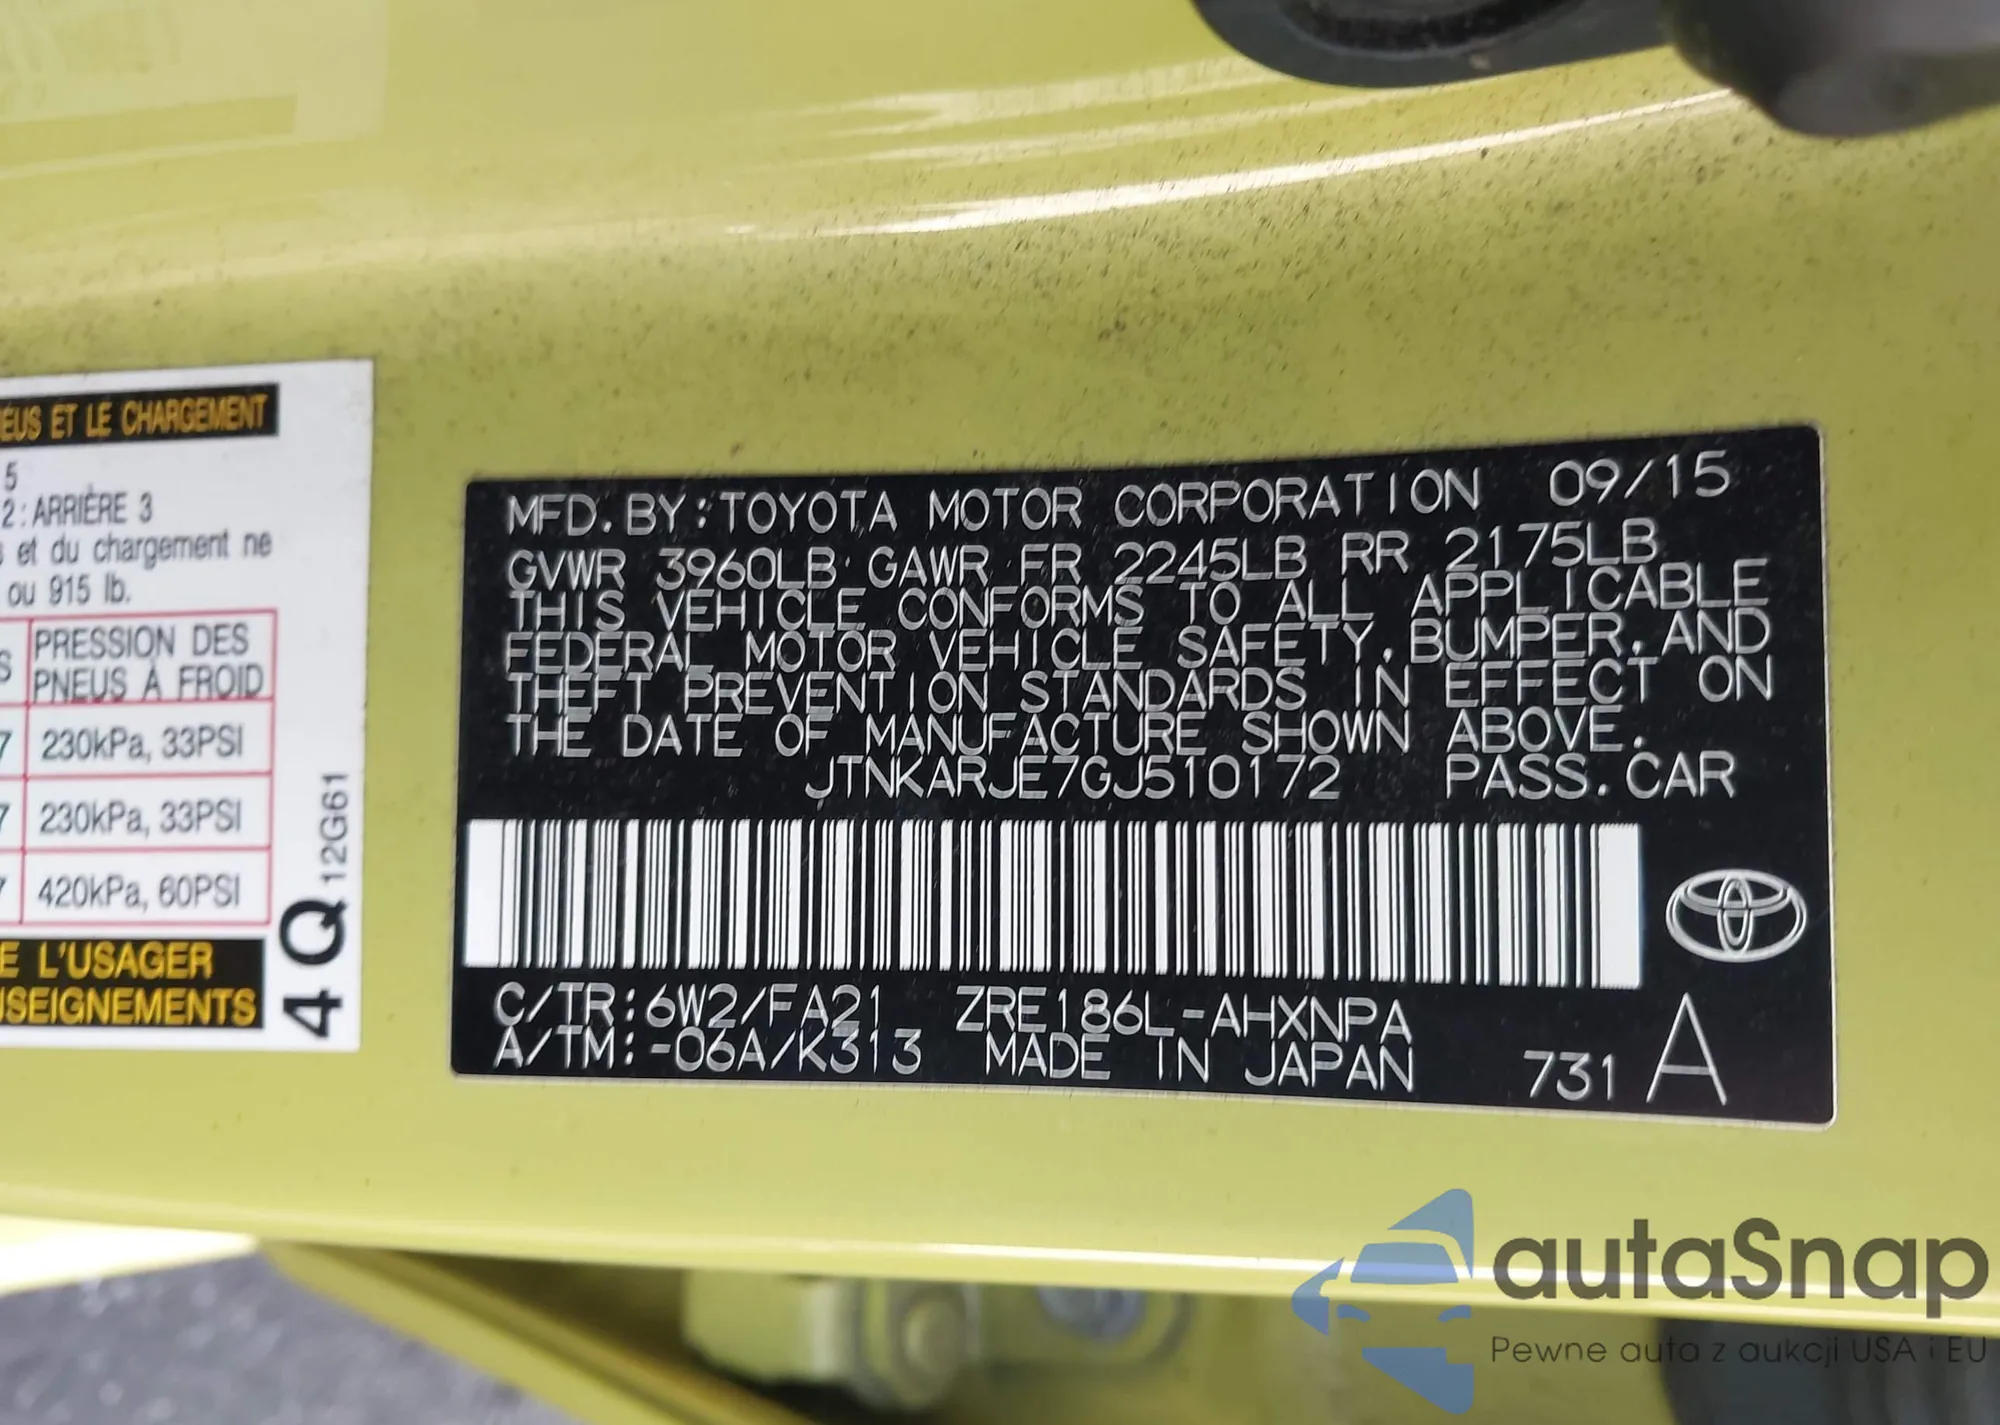 ET LE CHARGEMENT
5
2:ARRIÈRE 3
et du chargement ne
ou 915 lb.
PRESSION DES
PNEUS À FROID
230kPa, 33PSI
230kPa, 33PSI
420kPa, 60PSI
L'USAGER
4Q 12G61
MFD.BY:TOYOTA MOTOR CORPORATION 09/15
GVWR 3960LB GAWR FR 2245LB RR 2175LB
THIS VEHICLE CONFORMS TO ALL APPLICABLE
FEDERAL MOTOR VEHICLE SAFETY,BUMPER,AND
THEFT PREVENTION STANDARDS IN EFFECT ON
THE DATE OF MANUFACTURE SHOWN ABOVE.
JTNKARJE7GJ510172 PASS.CAR
C/TR:6W2/FA21 ZRE186L-AHXNPA
A/TM:-06A/K313 MADE IN JAPAN 731 A
autaSnap
Pewne auta z aukcji USA i EU